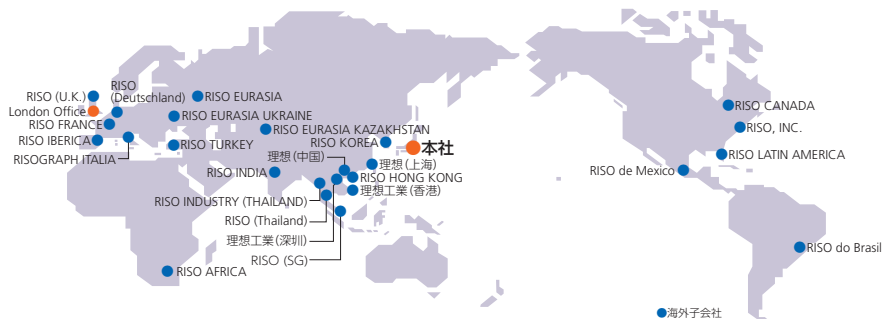 RISO (U.K.)
RISO
(Deutschland)
RISO EURASIA
London Office
RISO EURASIA UKRAINE
RISO FRANCE
RISO EURASIA KAZAKHSTAN
RISO IBERICA
RISO TURKEY
RISO KOREA
本社
RISOGRAPH ITALIA
理想(中国)
理想(上海)
RISO INDIA
RISO HONG KONG
理想工業(香港)
RISO INDUSTRY (THAILAND)
RISO (Thailand)
理想工業(深圳)
RISO (SG)
RISO AFRICA
RISO CANADA
RISO, INC.
RISO LATIN AMERICA
RISO de Mexico
RISO do Brasil
海外子会社